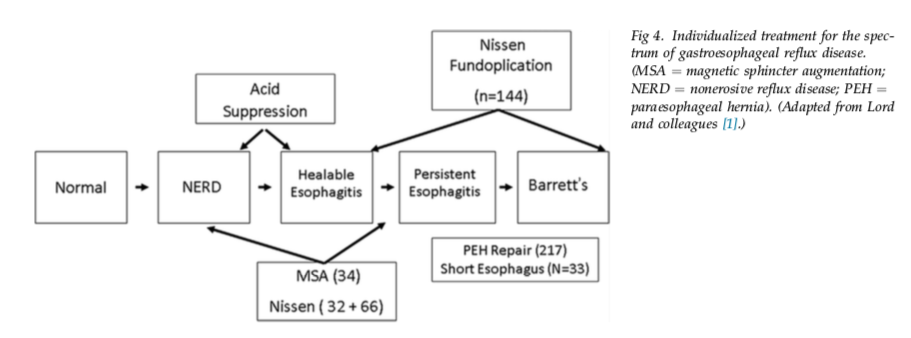 Nissen
Fundoplication
(n=144)
Acid
Suppression
Normal
NERD
Healable
Esophagitis
Persistent
Esophagitis
Barrett's
MSA (34)
Nissen ( 32 + 66)
PEH Repair (217)
Short Esophagus (N=33)
Fig 4. Individualized treatment for the spec-
trum of gastroesophageal reflux disease.
(MSA = magnetic sphincter augmentation;
NERD = nonerosive reflux disease; PEH =
paraesophageal hernia). (Adapted from Lord
and colleagues [1].)